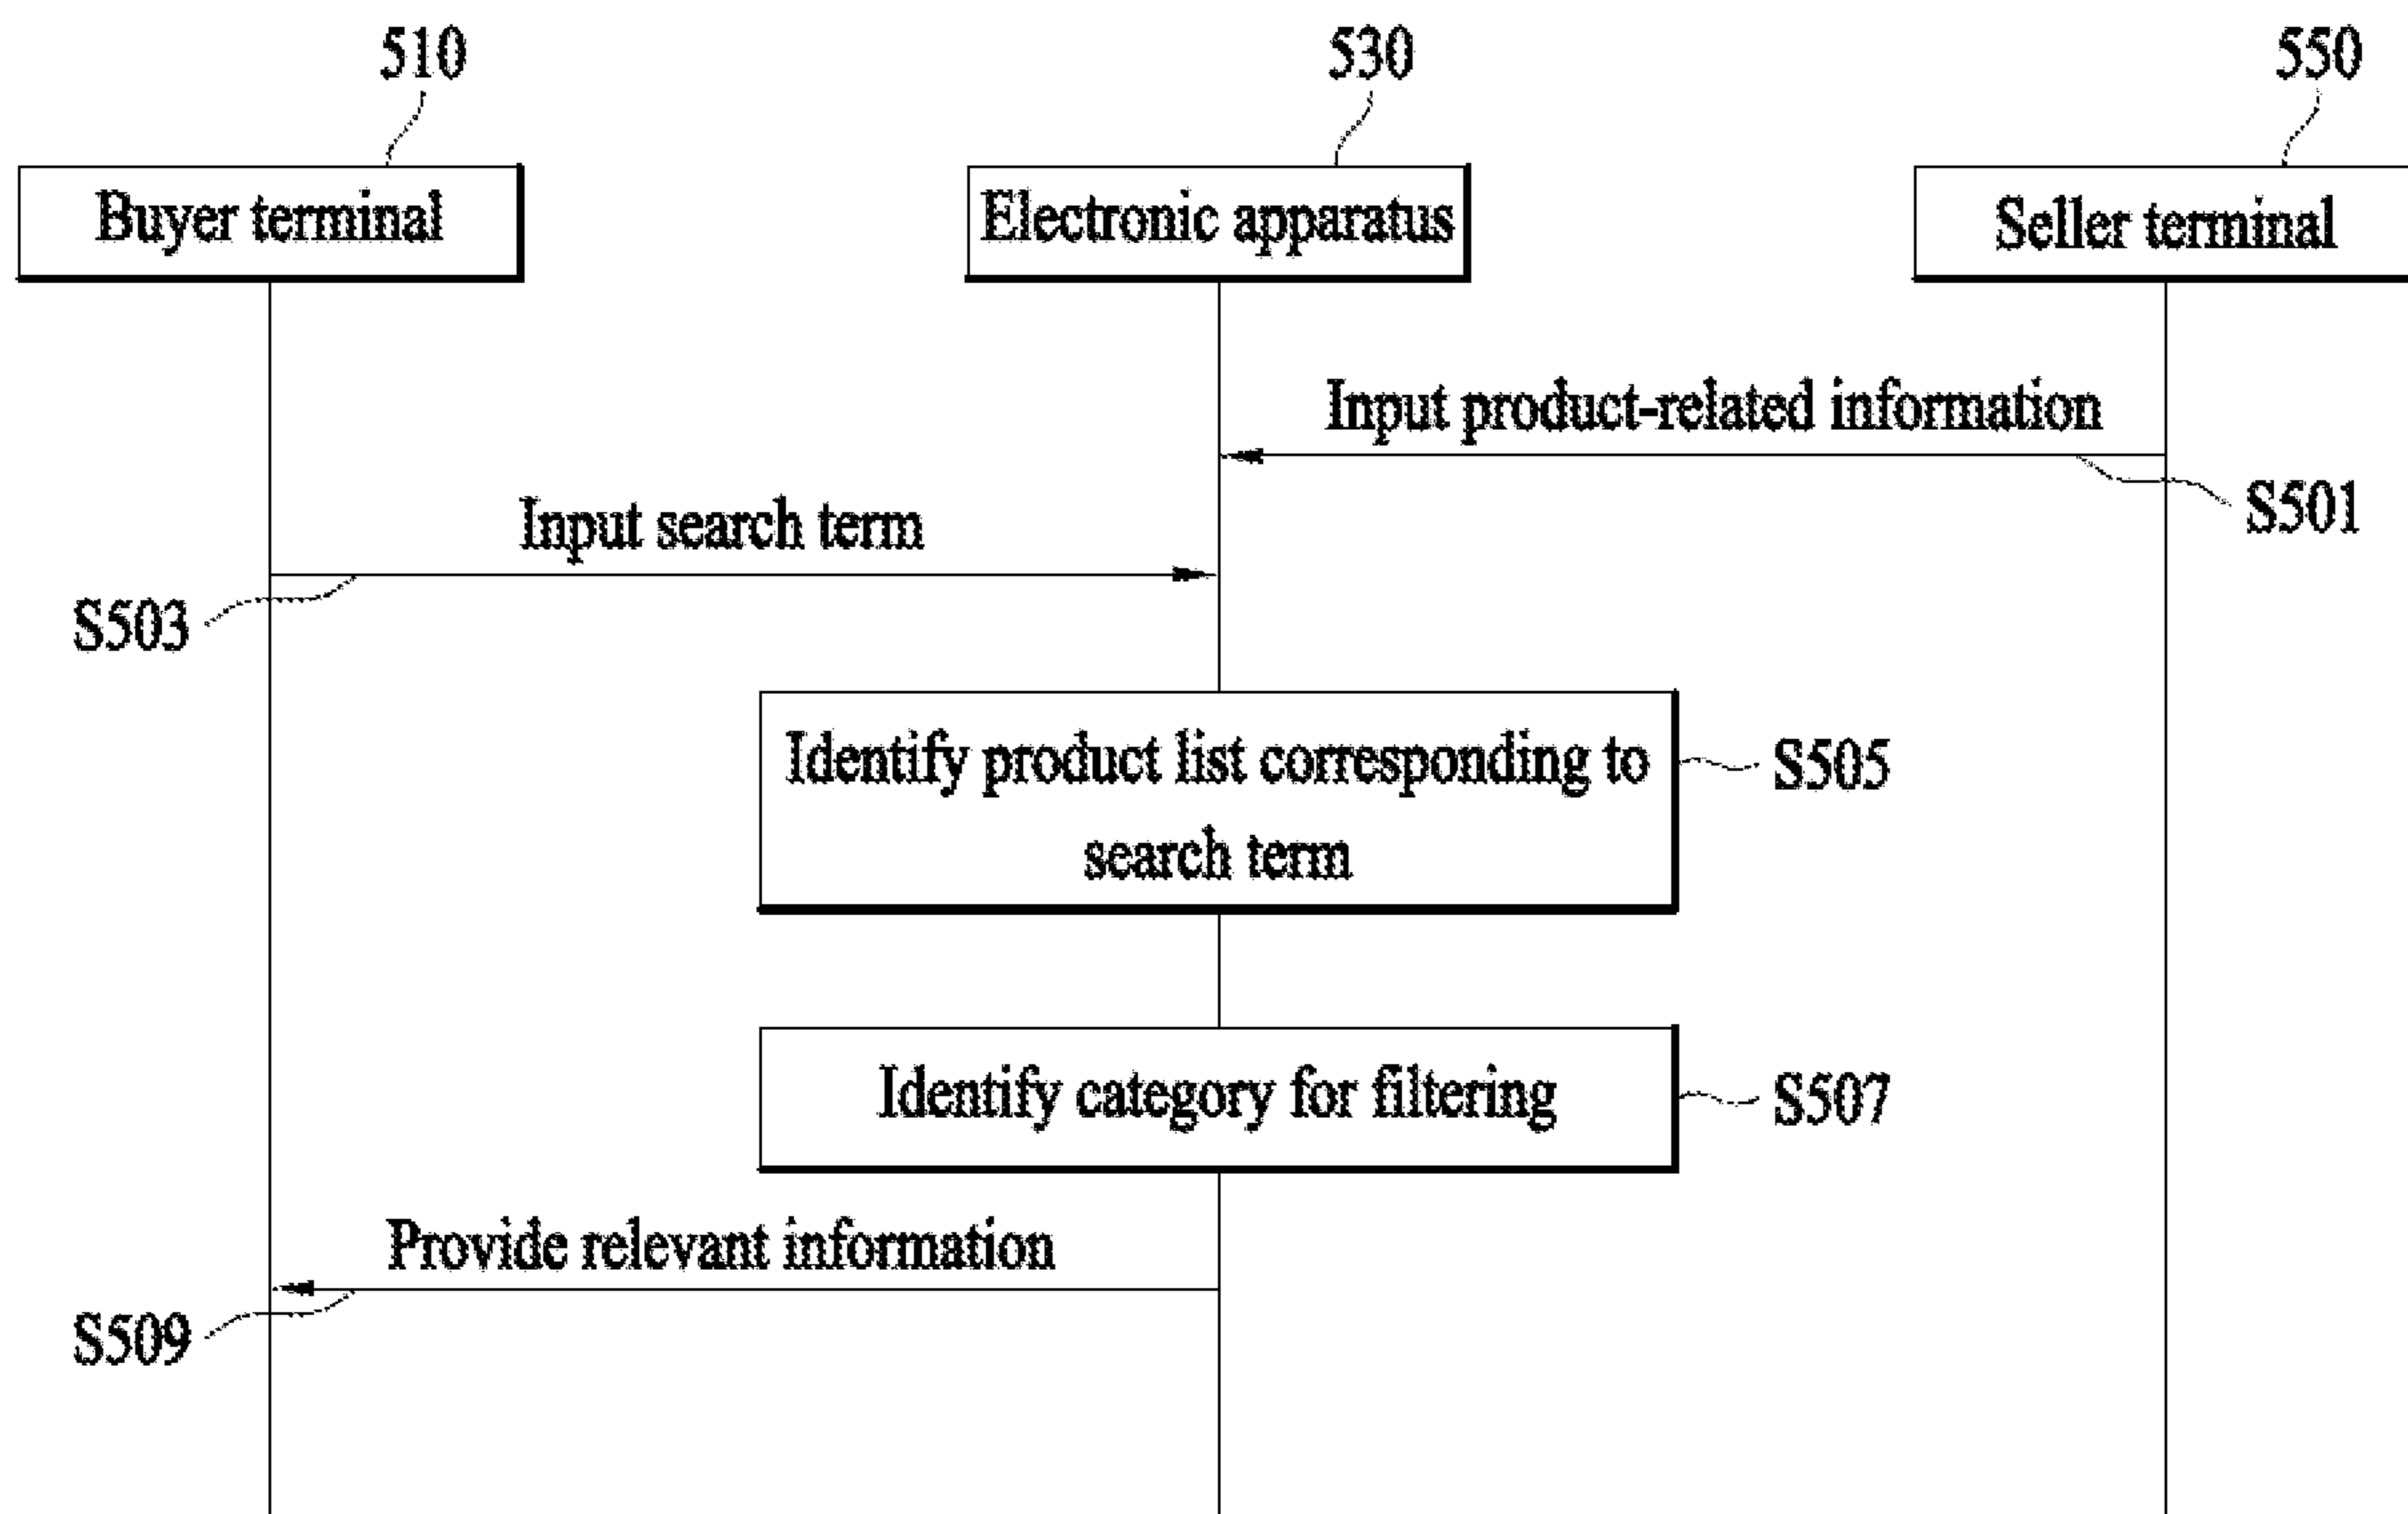 510
530
550
Buyer terminal
Electronic apparatus
Seller terminal
Input product-related information
S501
Input search term
S503
Identify product list corresponding to
search term
S505
Identify category for filtering
S507
Provide relevant information
S509